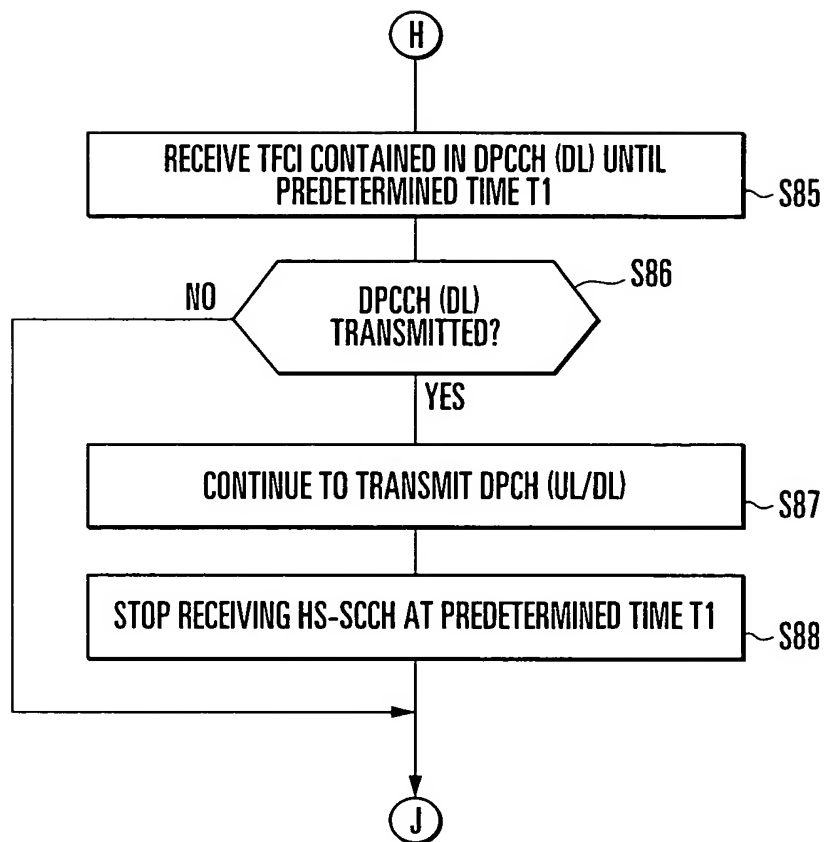 H
RECEIVE TFCI CONTAINED IN DPCCH (DL) UNTIL
PREDETERMINED TIME T1
S85
S86
NO
DPCCH (DL)
TRANSMITTED?
YES
CONTINUE TO TRANSMIT DPCH (UL/DL)
S87
STOP RECEIVING HS-SCCH AT PREDETERMINED TIME T1
S88
J